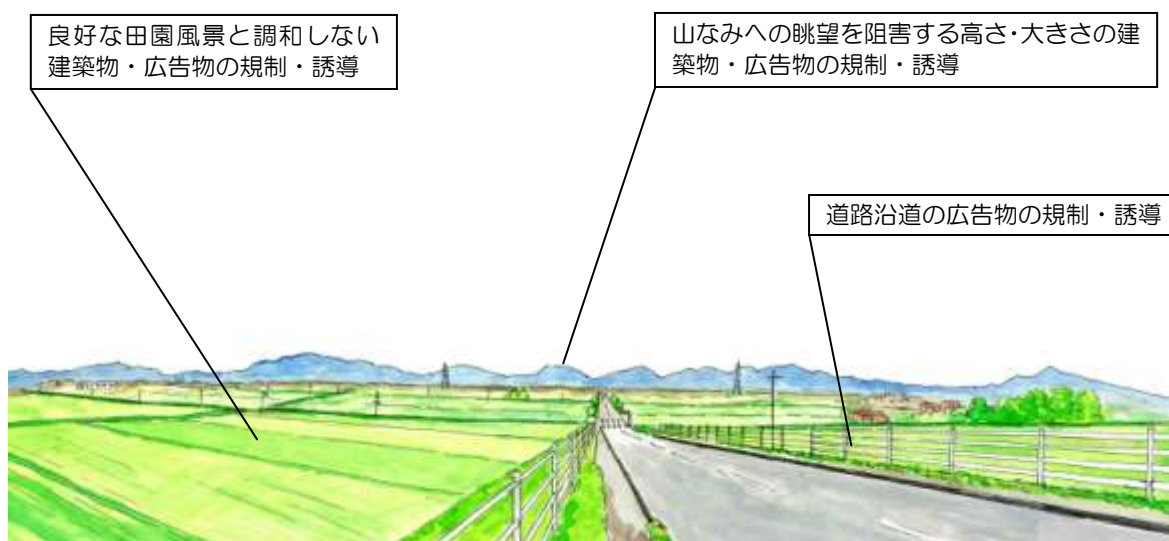 良好な田園風景と調和しない
建築物・広告物の規制・誘導
山なみへの眺望を阻害する高さ・大きさの建
築物・広告物の規制・誘導
道路沿道の広告物の規制・誘導